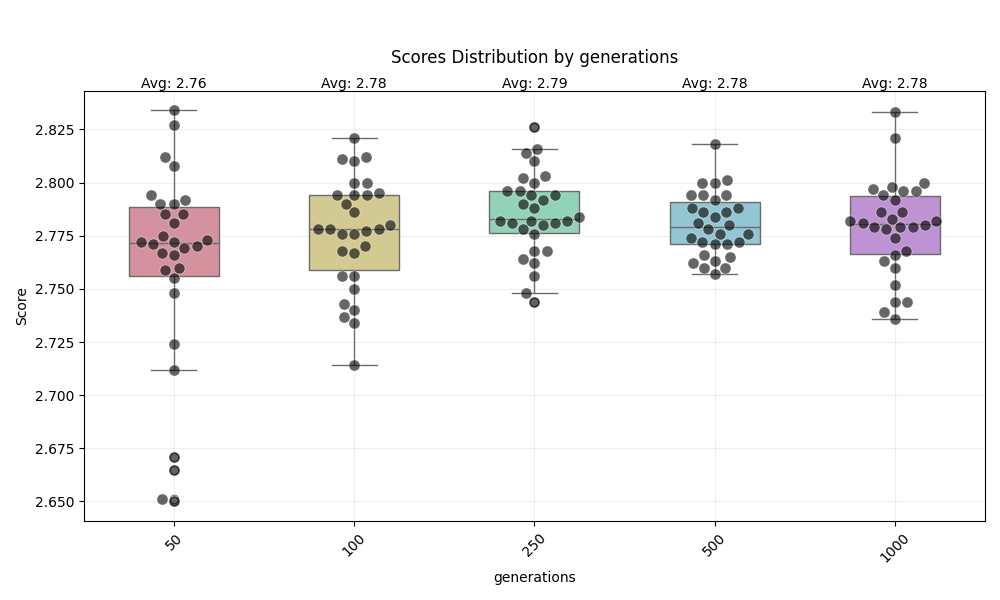 Scores Distribution by generations
Avg: 2.76 Avg: 2.78 Avg: 2.79 Avg: 2.78 Avg: 2.78
2.825
2.800
2.775
2.750
2.725
2.700
2.675
2.650
Score
50 100 250 500 1000
generations